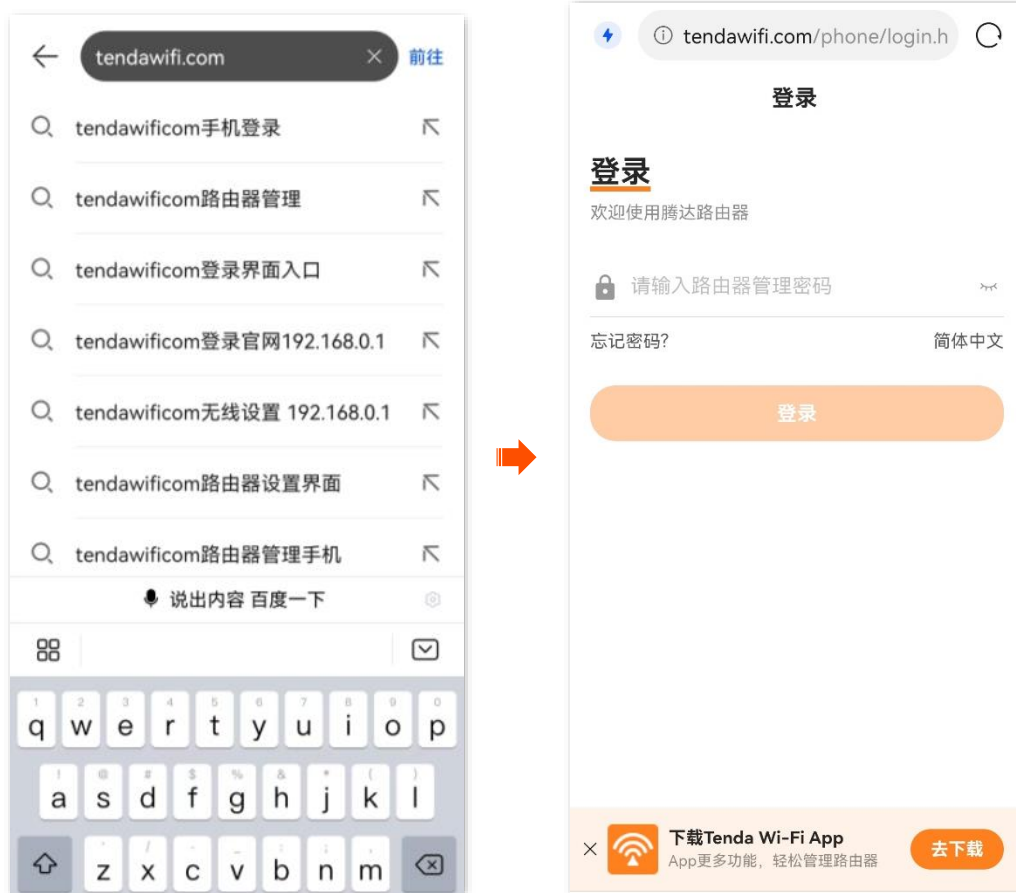 tendawifi.com
前往
tendawificom手机登录
tendawificom路由器管理
tendawificom登录界面入口
tendawificom登录官网192.168.0.1
tendawificom无线设置 192.168.0.1
tendawificom路由器设置界面
tendawificom路由器管理手机
说出内容 百度一下
1 2 3 4 5 6 7 8 9 0
q w e r t y u i o p
! @ # $ % & * ( )
a s d f g h j k l
z x c v b n m
tendawifi.com/phone/login.h
登录
登录
欢迎使用腾达路由器
请输入路由器管理密码
忘记密码?
简体中文
登录
下载Tenda Wi-Fi App
App更多功能，轻松管理路由器
去下载